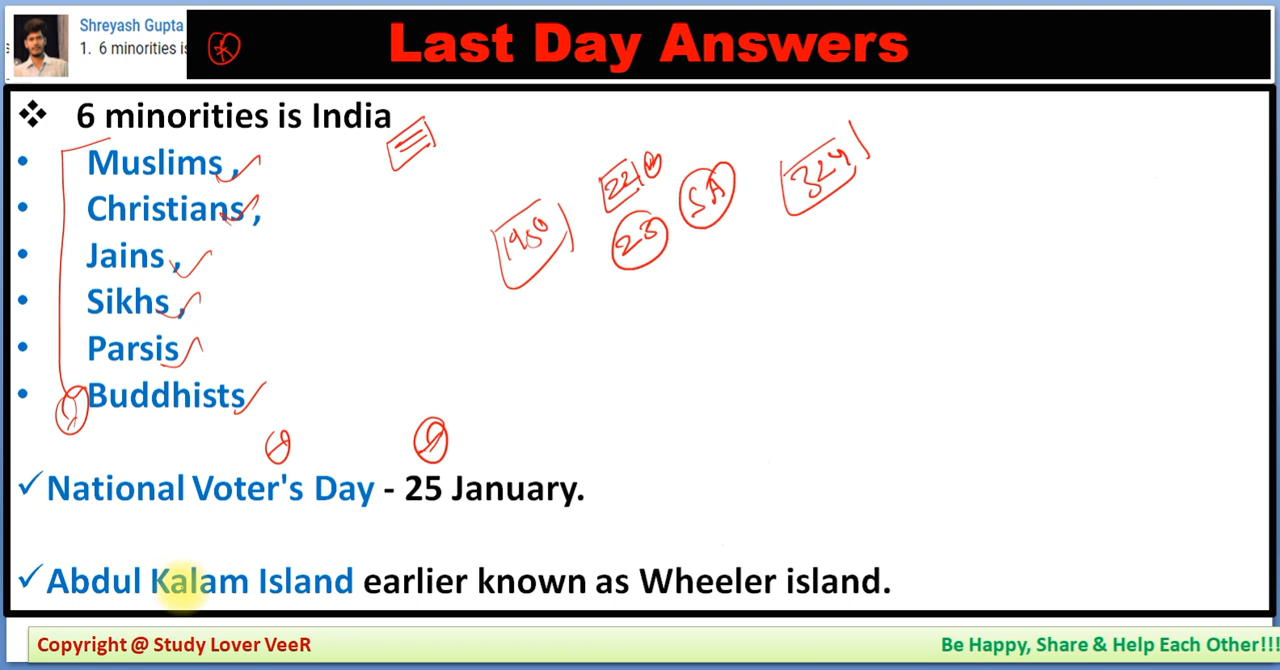 Shreyash Gupta
1. 6 minorities is
Last Day Answers
❖ 6 minorities is India
• Muslims ,
• Christians ,
• Jains ,
• Sikhs ,
• Parsis
• Buddhists
1950
23
SA
324
✓ National Voter's Day - 25 January.
✓ Abdul Kalam Island earlier known as Wheeler island.
Copyright @ Study Lover VeeR
Be Happy, Share & Help Each Other!!!